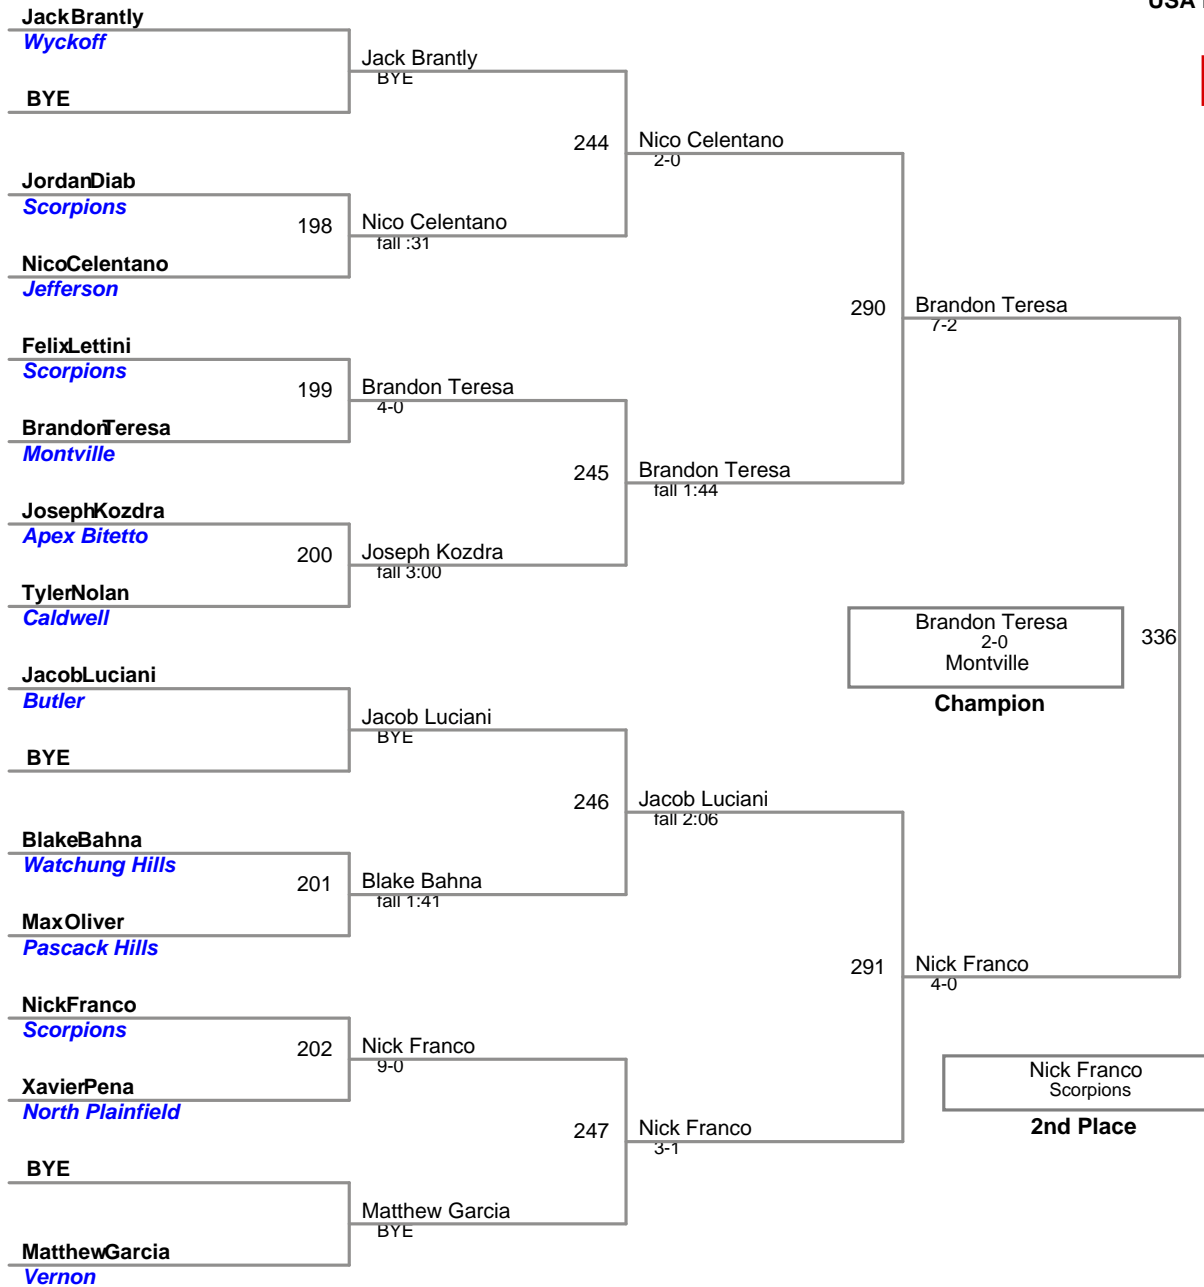 USA
JackBrantly
Wyckoff
BYE
Jack Brantly
BYE
JordanDiab
Scorpions
198
NicoCelentano
Jefferson
Nico Celentano
fall :31
244
Nico Celentano
2-0
FelixLettini
Scorpions
199
BrandonTeresa
Montville
Brandon Teresa
4-0
JosephKozdra
Apex Bitetto
200
TylerNolan
Caldwell
Joseph Kozdra
fall 3:00
245
Brandon Teresa
fall 1:44
290
Brandon Teresa
7-2
JacobLuciani
Butler
BYE
Jacob Luciani
BYE
BlakeBahna
Watchung Hills
201
MaxOliver
Pascack Hills
Blake Bahna
fall 1:41
246
Jacob Luciani
fall 2:06
NickFranco
Scorpions
202
XavierPena
North Plainfield
Nick Franco
9-0
BYE
MatthewGarcia
Vernon
Matthew Garcia
BYE
247
Nick Franco
3-1
291
Nick Franco
4-0
336
Brandon Teresa
2-0
Montville
Champion
Nick Franco
Scorpions
2nd Place